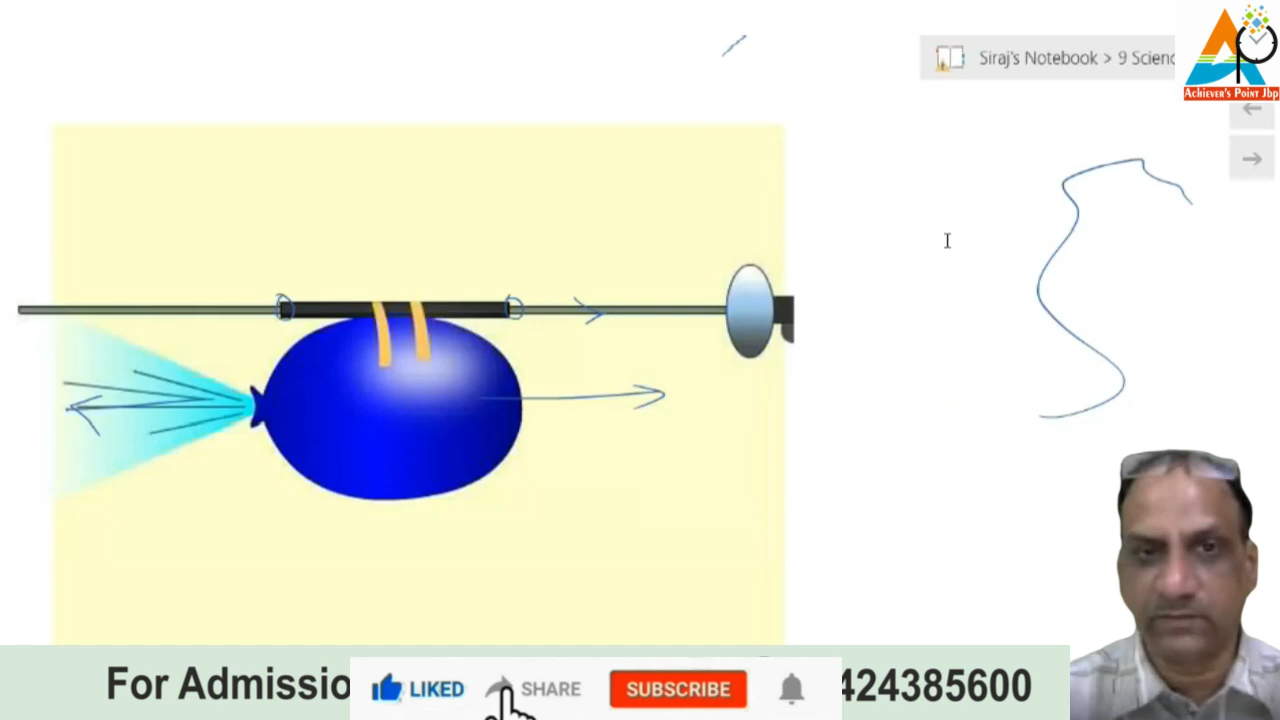 Siraj's Notebook > 9 Scienc
ACHIEVER'S POINT JBP
For Admissio
LIKED
SHARE
SUBSCRIBE
424385600